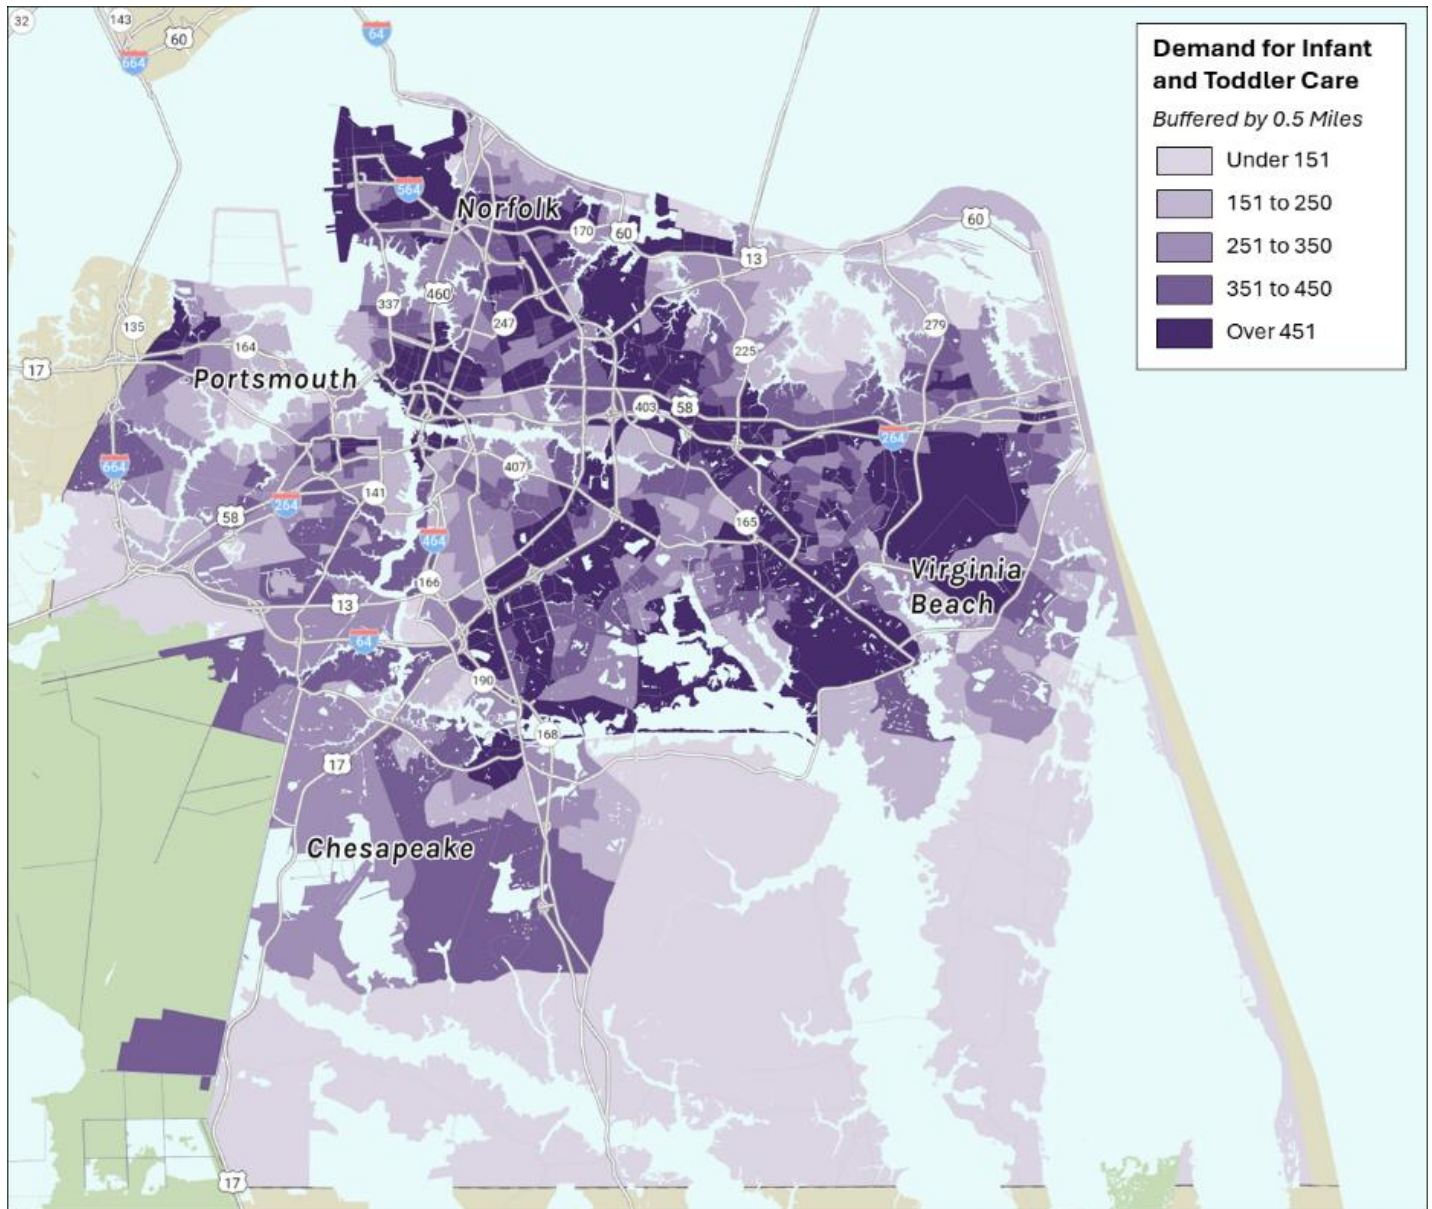 32
143
60
64
664
Demand for Infant
and Toddler Care
Buffered by 0.5 Miles
Under 151
151 to 250
251 to 350
351 to 450
Over 451
564
Norfolk
170
60
60
13
337
460
135
247
279
164
225
17
Portsmouth
403
58
264
664
407
141
264
58
165
464
Virginia
Beach
166
13
64
190
168
17
Chesapeake
17